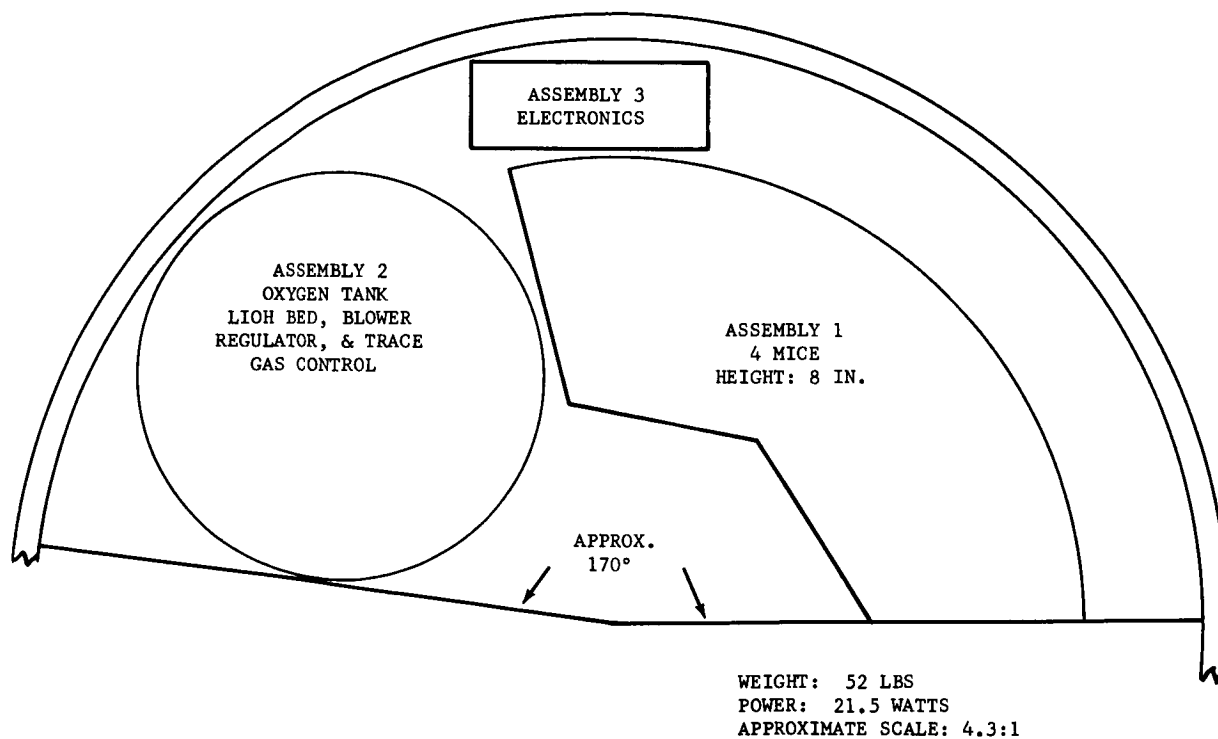 ASSEMBLY 3
ELECTRONICS
ASSEMBLY 2
OXYGEN TANK
LIOH BED, BLOWER
REGULATOR, & TRACE
GAS CONTROL
ASSEMBLY 1
4 MICE
HEIGHT: 8 IN.
APPROX.
170°
WEIGHT: 52 LBS
POWER: 21.5 WATTS
APPROXIMATE SCALE: 4.3:1